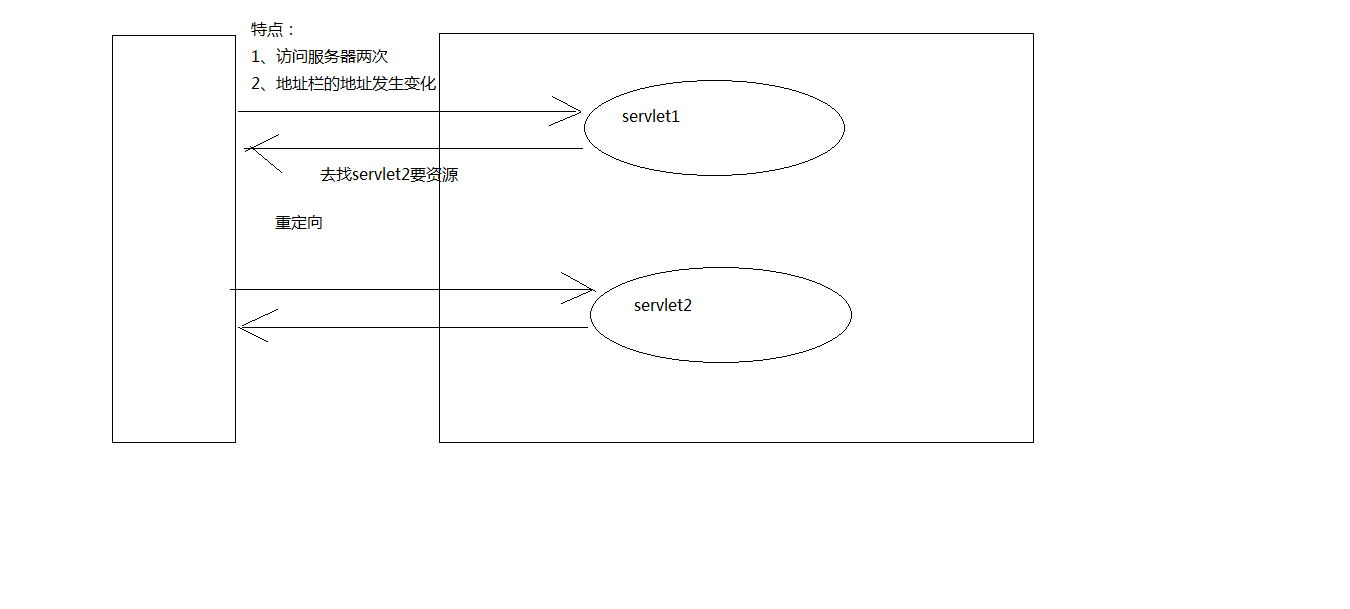 特点：
1、访问服务器两次
2、地址栏的地址发生变化
servlet1
去找servlet2要资源
重定向
servlet2